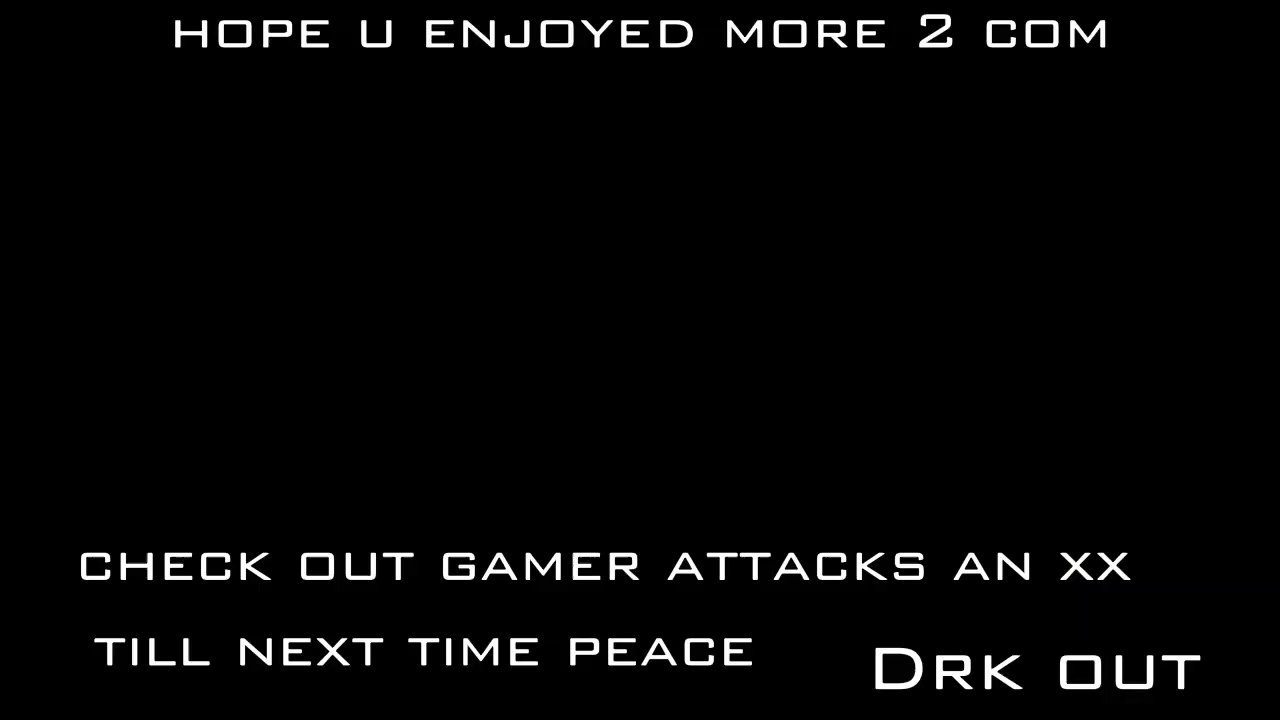 HOPE U ENJOYED MORE 2 COM
CHECK OUT GAMER ATTACKS AN XX
TILL NEXT TIME PEACE
DRK OUT